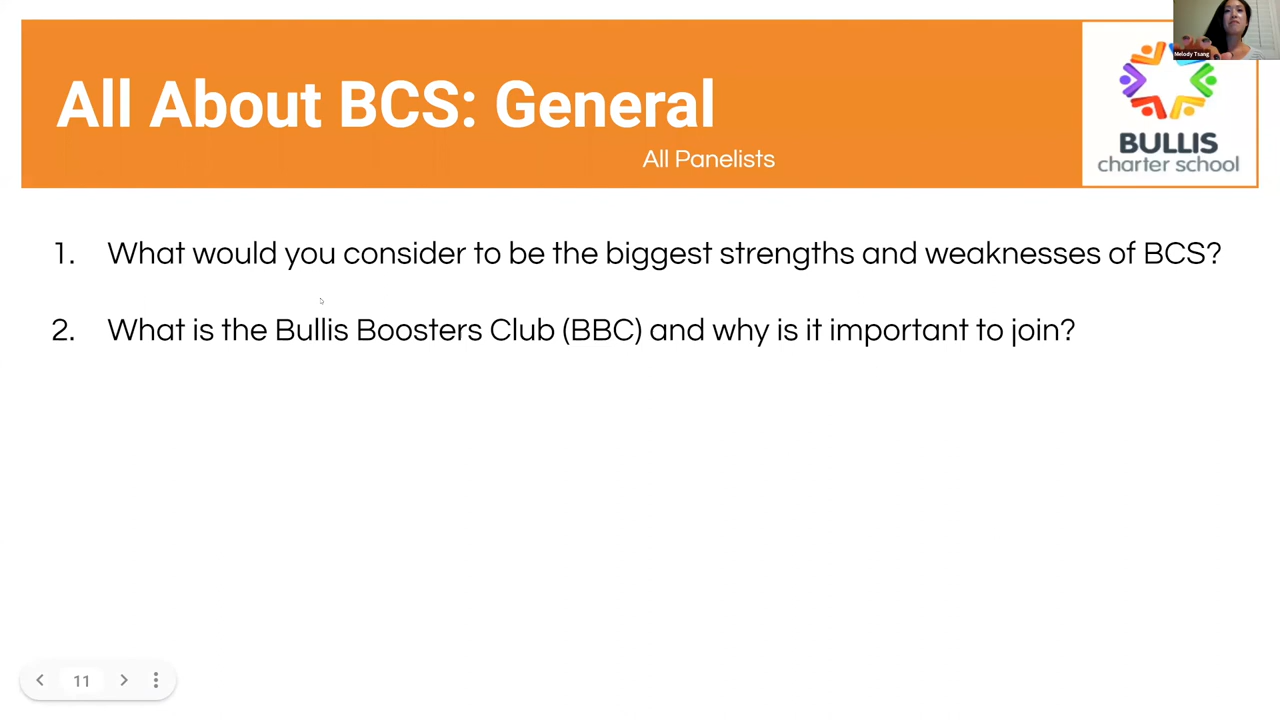 All About BCS: General
All Panelists
Melody Tsang
BULLIS
charter school
1. What would you consider to be the biggest strengths and weaknesses of BCS?
2. What is the Bullis Boosters Club (BBC) and why is it important to join?
11